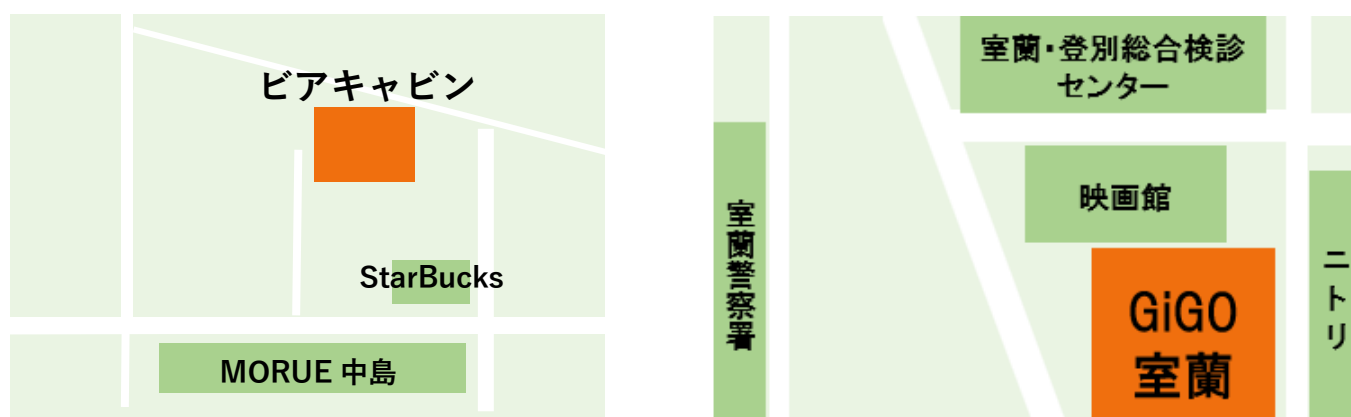 ビアキャビン
StarBucks
MORUE 中島
室蘭・登別総合検診
センター
映画館
室蘭警察署
GiGO
室蘭
ニトリ